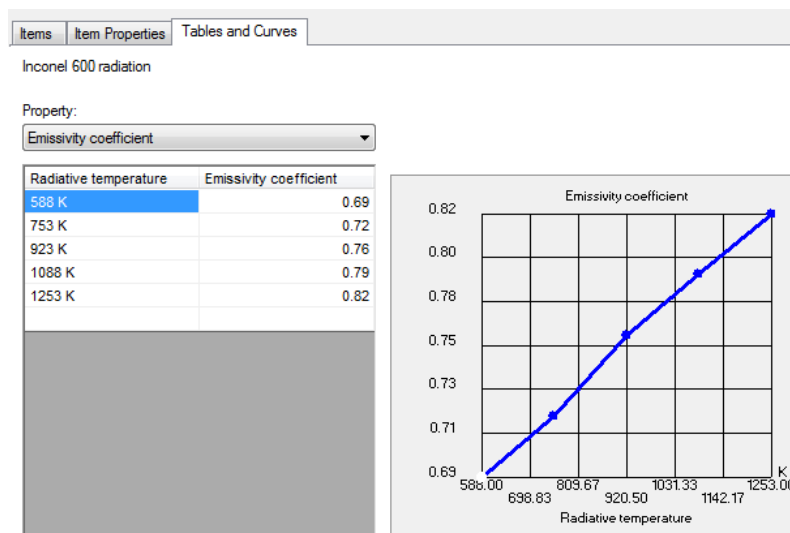 Items Item Properties Tables and Curves
Inconel 600 radiation
Property:
Emissivity coefficient
Radiative temperature Emissivity coefficient
588 K 0.69
753 K 0.72
923 K 0.76
1088 K 0.79
1253 K 0.82
Emissivity coefficient
0.82
0.80
0.78
0.75
0.73
0.71
0.69
K
588.00 809.67 1031.33 1253.00
698.83 920.50 1142.17
Radiative temperature